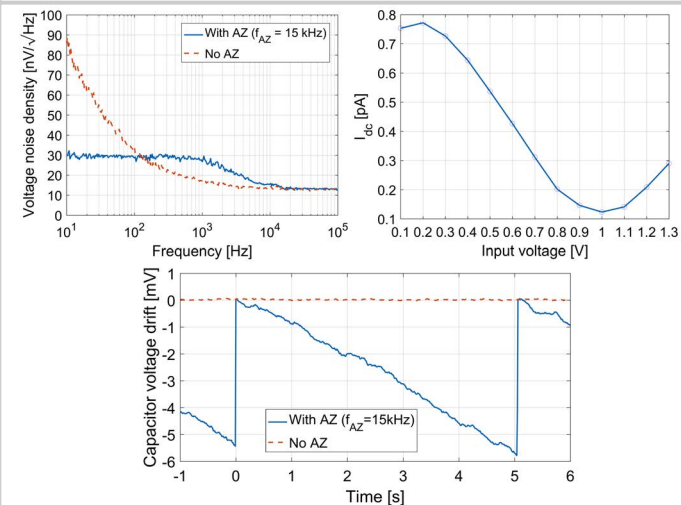 100
90
80
70
60
50
40
30
20
10
0
Voltage noise density [nV/√Hz]
With AZ (f_AZ = 15 kHz)
No AZ
10^1 10^2 10^3 10^4 10^5
Frequency [Hz]
0.8
0.7
0.6
0.5
0.4
0.3
0.2
0.1
I_dc [pA]
0.1 0.2 0.3 0.4 0.5 0.6 0.7 0.8 0.9 1 1.1 1.2 1.3
Input voltage [V]
1
0
-1
-2
-3
-4
-5
-6
Capacitor voltage drift [mV]
With AZ (f_AZ=15kHz)
No AZ
-1 0 1 2 3 4 5 6
Time [s]